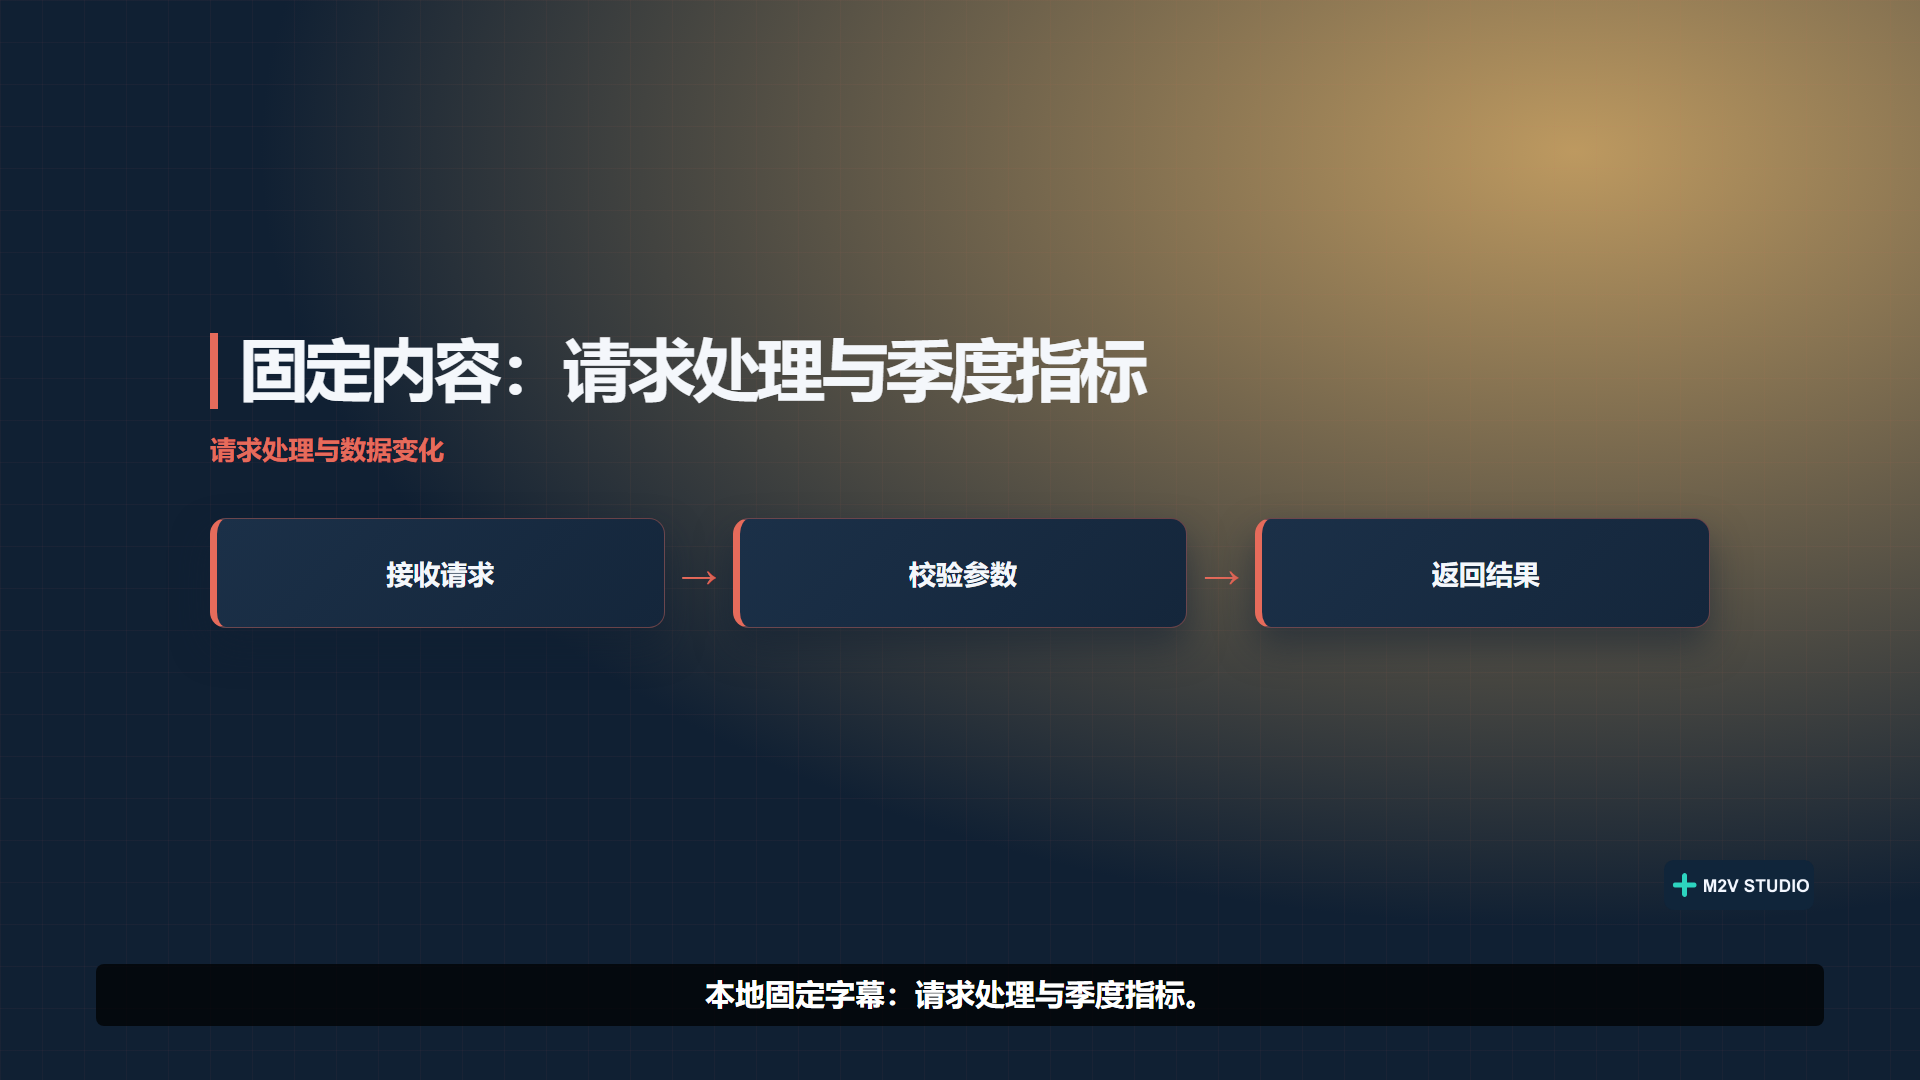 固定内容：请求处理与季度指标
请求处理与数据变化
接收请求 → 校验参数 → 返回结果
M2V STUDIO
本地固定字幕：请求处理与季度指标。